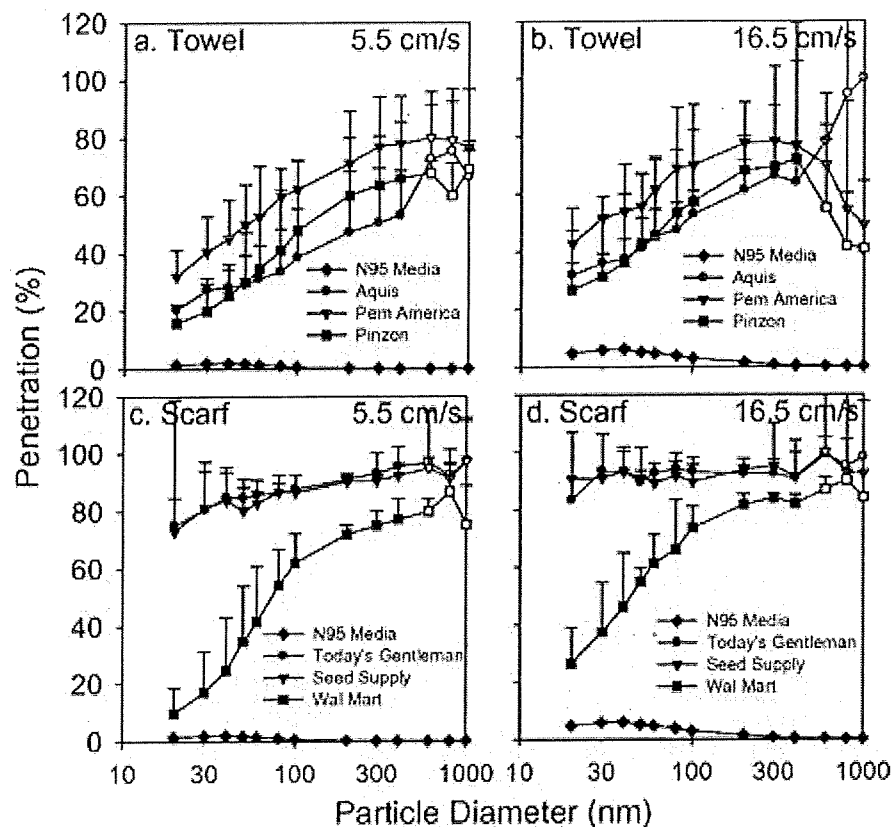 a. Towel 5.5 cm/s
b. Towel 16.5 cm/s
120
100
80
60
40
20
0
N95 Media
Aquis
Pem America
Pinzon
N95 Media
Aquis
Pem America
Pinzon
Penetration (%)
c. Scarf 5.5 cm/s
d. Scarf 16.5 cm/s
120
100
80
60
40
20
0
N95 Media
Today's Gentleman
Seed Supply
Wal Mart
N95 Media
Today's Gentleman
Seed Supply
Wal Mart
10 30 100 300 1000
10 30 100 300 1000
Particle Diameter (nm)